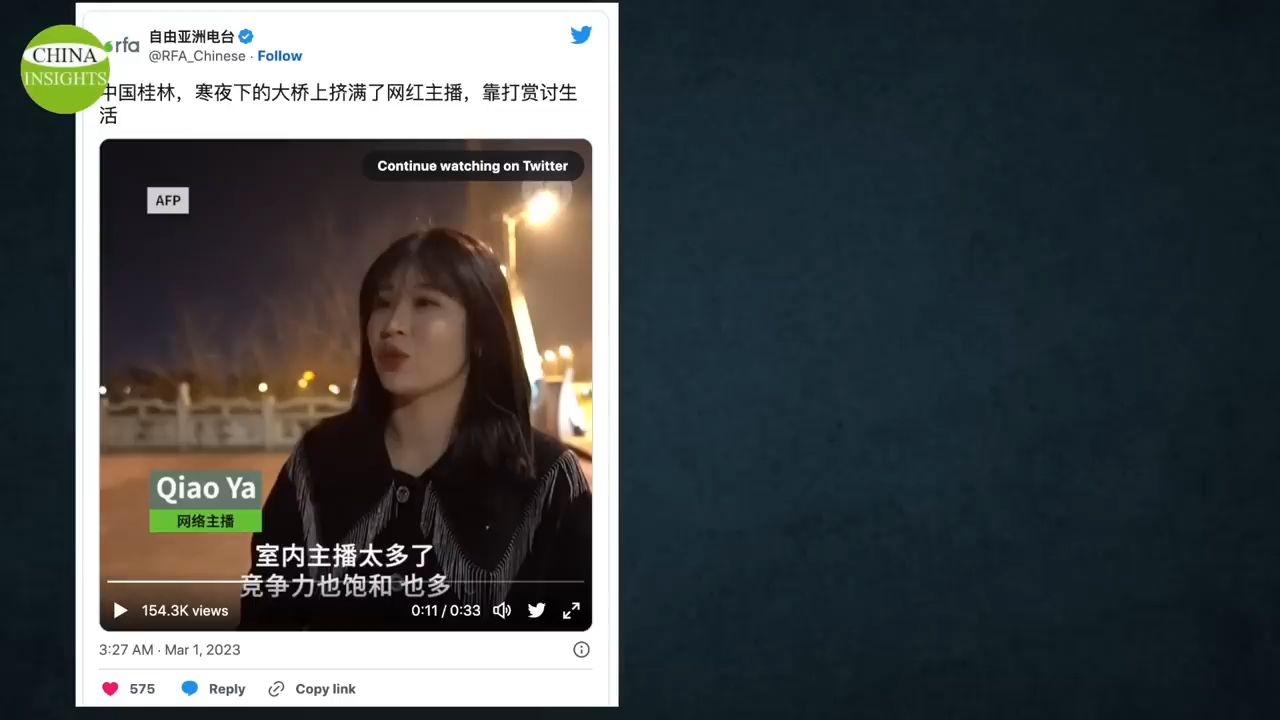 CHINA
INSIGHTS
rfa
自由亚洲电台
@RFA_Chinese · Follow
中国桂林，寒夜下的大桥上挤满了网红主播，靠打赏讨生
活
Continue watching on Twitter
AFP
Qiao Ya
网络主播
室内主播太多了
竞争力也饱和 也多
154.3K views
0:11 / 0:33
3:27 AM · Mar 1, 2023
575
Reply
Copy link